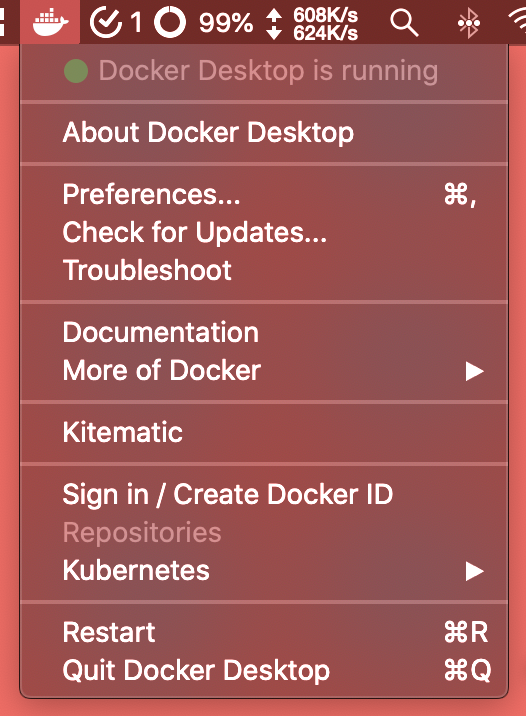 1 99% 608K/s
624K/s
Docker Desktop is running
About Docker Desktop
Preferences... ⌘,
Check for Updates...
Troubleshoot
Documentation
More of Docker ▶
Kitematic
Sign in / Create Docker ID
Repositories
Kubernetes ▶
Restart ⌘R
Quit Docker Desktop ⌘Q